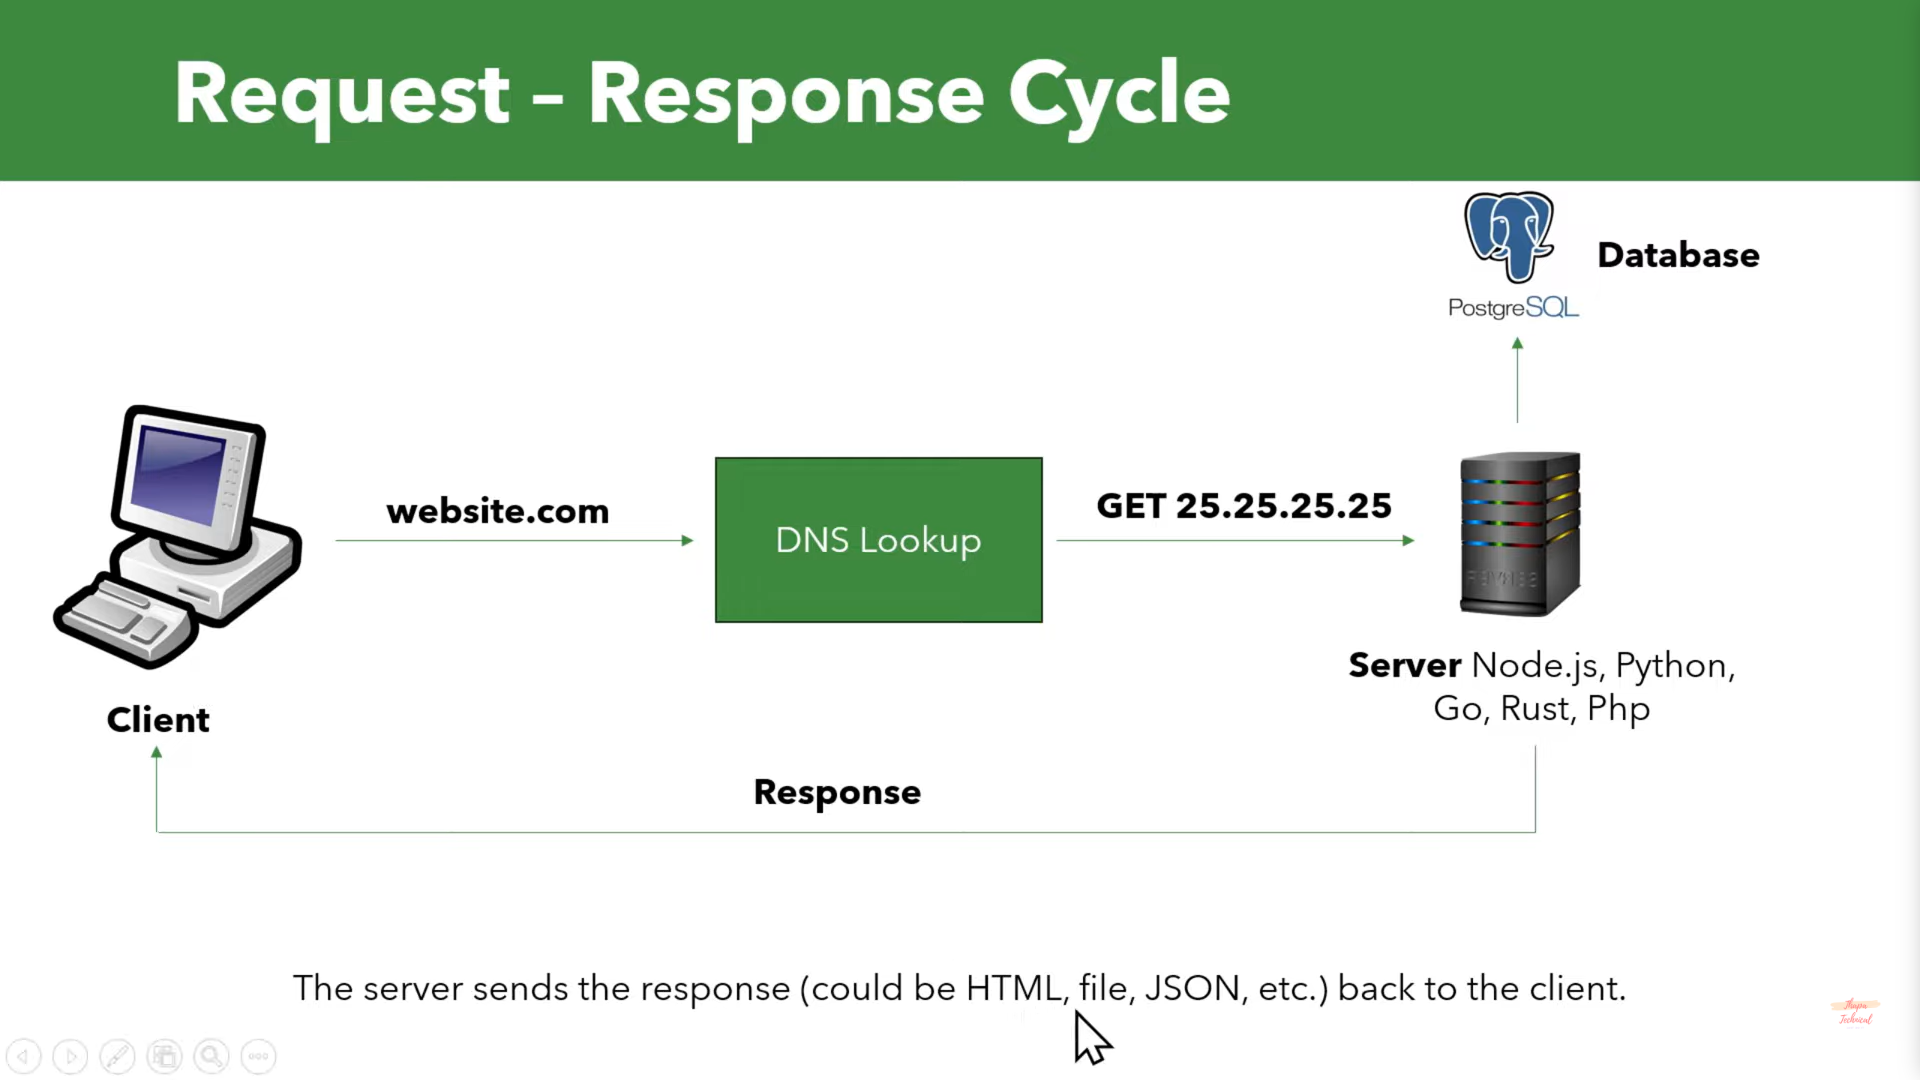 Request – Response Cycle
Database
PostgreSQL
website.com
DNS Lookup
GET 25.25.25.25
Server Node.js, Python,
Go, Rust, Php
Client
Response
The server sends the response (could be HTML, file, JSON, etc.) back to the client.
Thapa
Technical